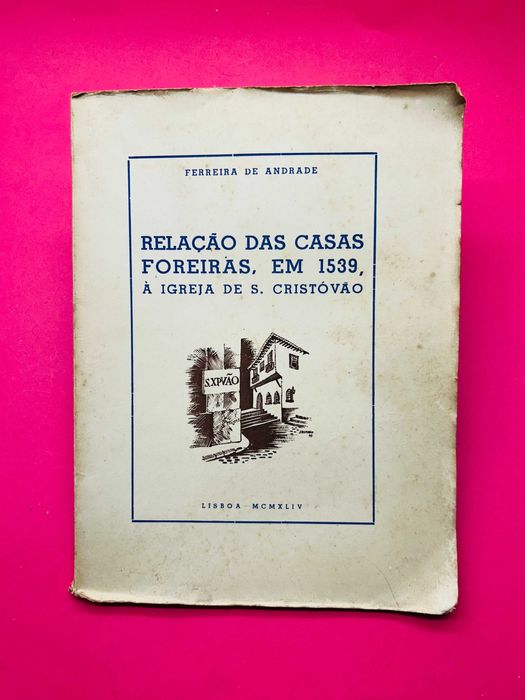 FERREIRA DE ANDRADE
RELAÇÃO DAS CASAS
FOREIRAS, EM 1539,
À IGREJA DE S. CRISTÓVÃO
S.XPVÃO
LISBOA MCMXLIV